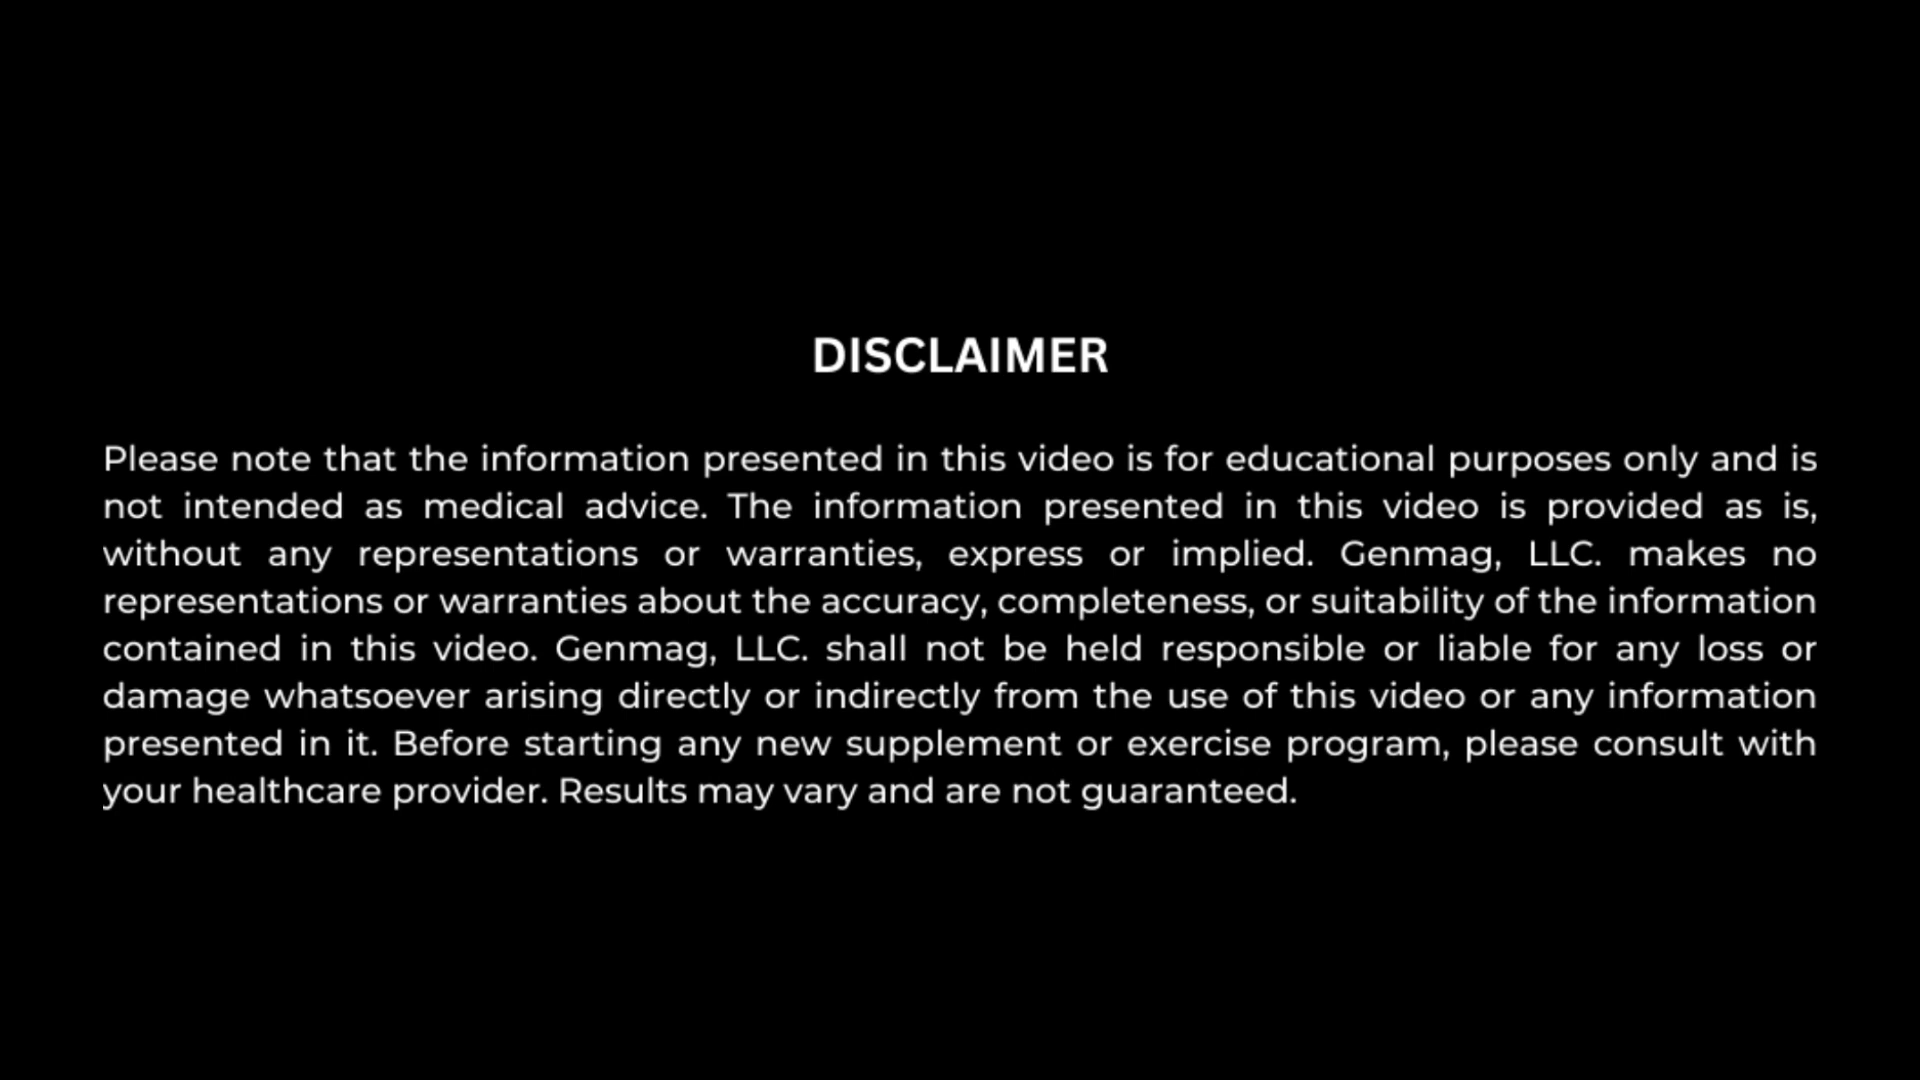 DISCLAIMER
Please note that the information presented in this video is for educational purposes only and is
not intended as medical advice. The information presented in this video is provided as is,
without any representations or warranties, express or implied. Genmag, LLC. makes no
representations or warranties about the accuracy, completeness, or suitability of the information
contained in this video. Genmag, LLC. shall not be held responsible or liable for any loss or
damage whatsoever arising directly or indirectly from the use of this video or any information
presented in it. Before starting any new supplement or exercise program, please consult with
your healthcare provider. Results may vary and are not guaranteed.